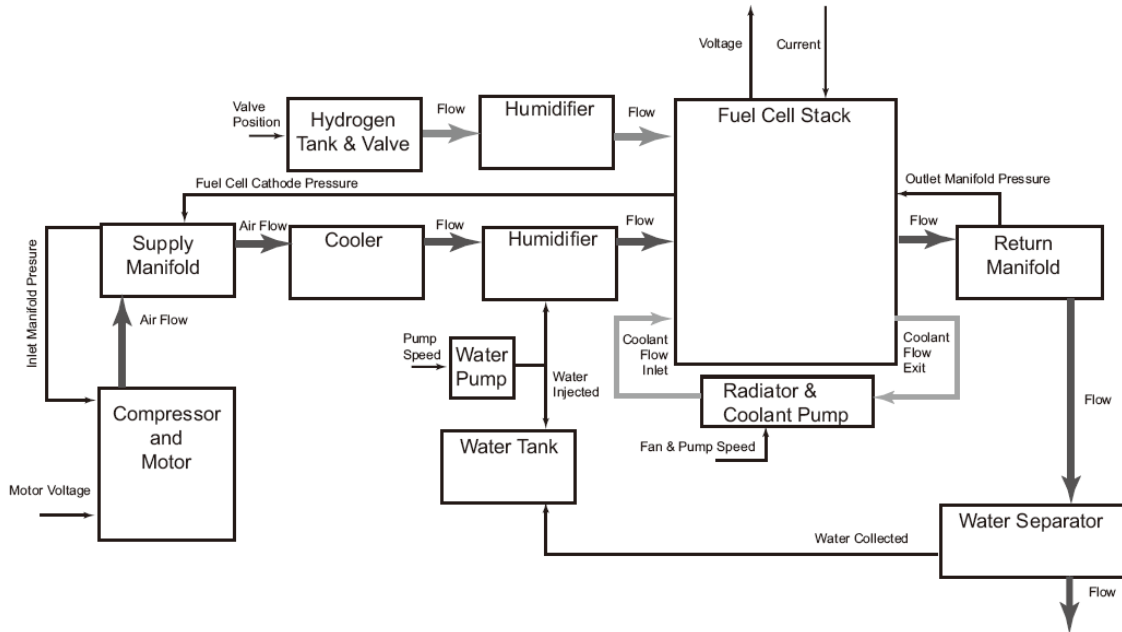 Voltage
Current
Valve
Position
Hydrogen
Tank & Valve
Flow
Humidifier
Flow
Fuel Cell Stack
Fuel Cell Cathode Pressure
Outlet Manifold Pressure
Inlet Manifold Presure
Supply
Manifold
Air Flow
Cooler
Flow
Humidifier
Flow
Flow
Return
Manifold
Air Flow
Pump
Speed
Water
Pump
Water
Injected
Coolant
Flow
Inlet
Coolant
Flow
Exit
Radiator &
Coolant Pump
Flow
Compressor
and
Motor
Water Tank
Fan & Pump Speed
Motor Voltage
Water Separator
Water Collected
Flow